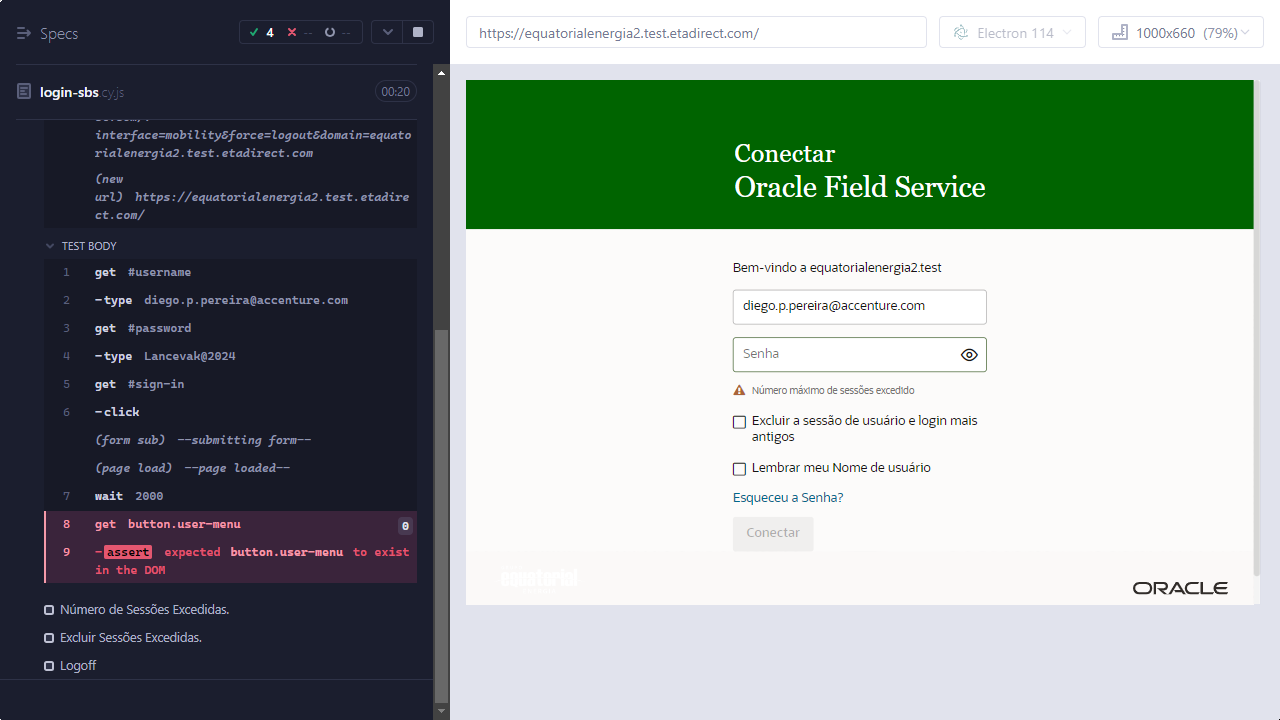 Specs
4
--
--
login-sbs.cy.js
00:20
interface=mobility&force=logout&domain=equato
rialenergia2.test.etadirect.com
(new
url) https://equatorialenergia2.test.etadire
ct.com/
TEST BODY
1 get #username
2 -type diego.p.pereira@accenture.com
3 get #password
4 -type Lancevak@2024
5 get #sign-in
6 -click
(form sub) --submitting form--
(page load) --page loaded--
7 wait 2000
8 get button.user-menu 0
9 -assert expected button.user-menu to exist
in the DOM
Número de Sessões Excedidas.
Excluir Sessões Excedidas.
Logoff
https://equatorialenergia2.test.etadirect.com/
Electron 114
1000x660 (79%)
Conectar
Oracle Field Service
Bem-vindo a equatorialenergia2.test
diego.p.pereira@accenture.com
Senha
Número máximo de sessões excedido
Excluir a sessão de usuário e login mais
antigos
Lembrar meu Nome de usuário
Esqueceu a Senha?
Conectar
equatorial
ORACLE